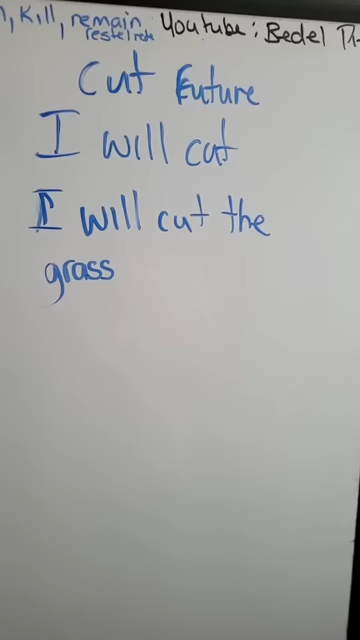 Kill, remain Youtube: Bedel
Cut Future
I will cut
I will cut the
grass